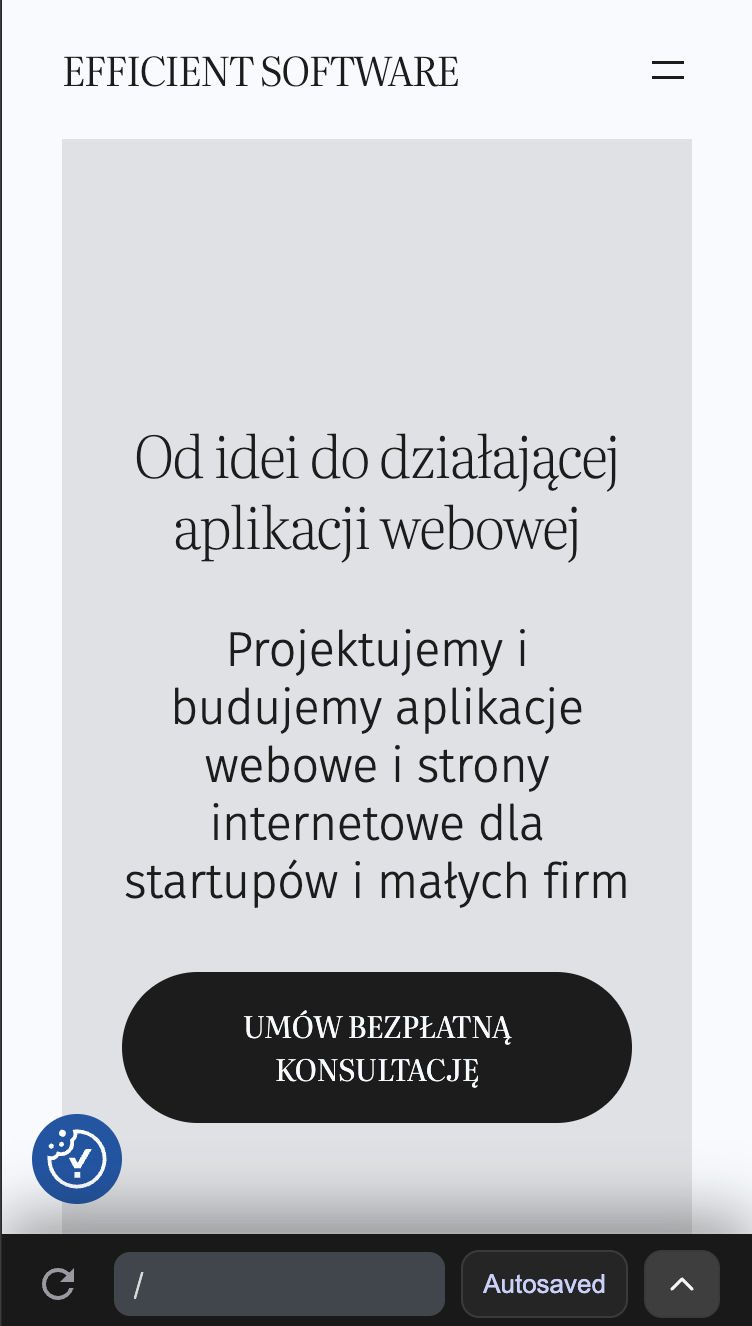 EFFICIENT SOFTWARE
Od idei do działającej
aplikacji webowej
Projektujemy i
budujemy aplikacje
webowe i strony
internetowe dla
startupów i małych firm
UMÓW BEZPŁATNĄ
KONSULTACJĘ
/
Autosaved